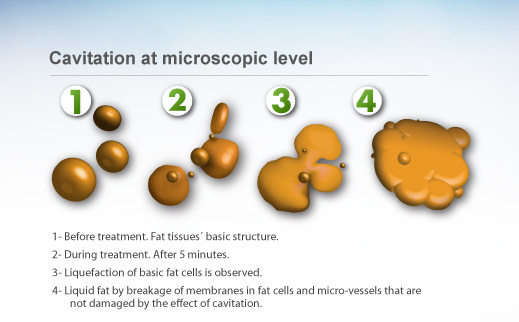 Cavitation at microscopic level
1 2 3 4
1- Before treatment. Fat tissues´ basic structure.
2- During treatment. After 5 minutes.
3- Liquefaction of basic fat cells is observed.
4- Liquid fat by breakage of membranes in fat cells and micro-vessels that are
not damaged by the effect of cavitation.